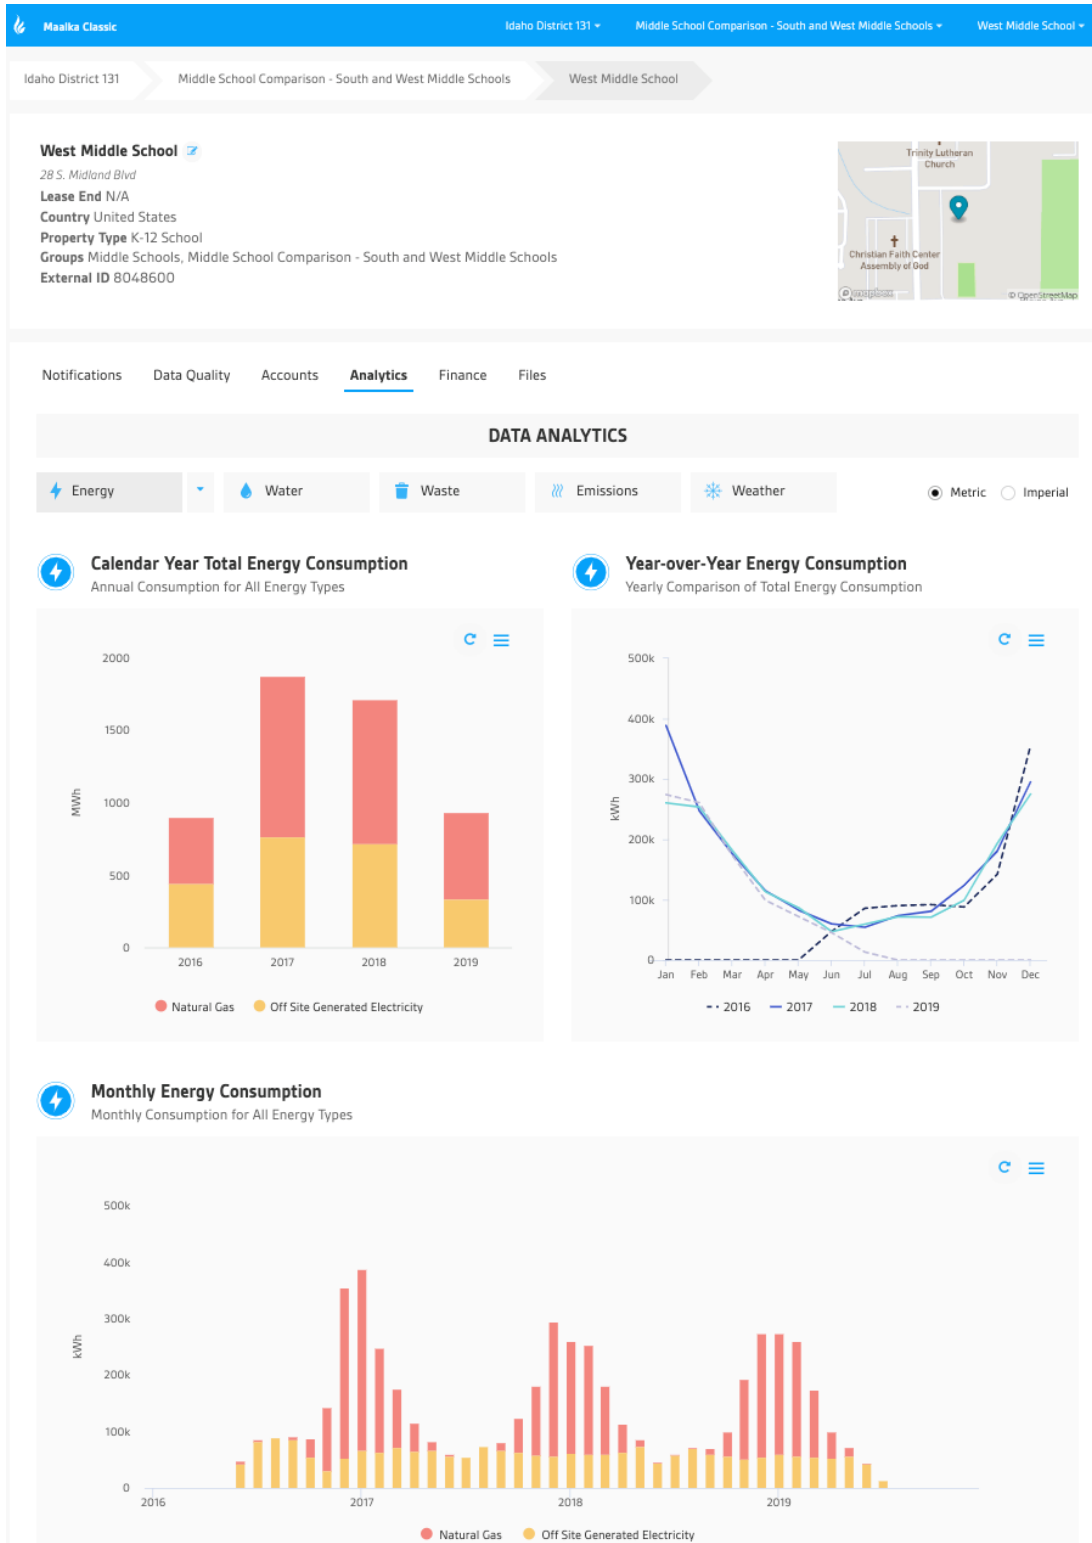 Maalka Classic
Idaho District 131
Middle School Comparison - South and West Middle Schools
West Middle School
Idaho District 131
Middle School Comparison - South and West Middle Schools
West Middle School
West Middle School
28 S. Midland Blvd
Lease End N/A
Country United States
Property Type K-12 School
Groups Middle Schools, Middle School Comparison - South and West Middle Schools
External ID 8048600
Trinity Lutheran
Church
Christian Faith Center
Assembly of God
mapbox
© OpenStreetMap
Notifications
Data Quality
Accounts
Analytics
Finance
Files
DATA ANALYTICS
Energy
Water
Waste
Emissions
Weather
Metric
Imperial
Calendar Year Total Energy Consumption
Annual Consumption for All Energy Types
2000
1500
1000
500
0
MWh
2016
2017
2018
2019
Natural Gas
Off Site Generated Electricity
Year-over-Year Energy Consumption
Yearly Comparison of Total Energy Consumption
500k
400k
300k
200k
100k
0
kWh
Jan
Feb
Mar
Apr
May
Jun
Jul
Aug
Sep
Oct
Nov
Dec
2016
2017
2018
2019
Monthly Energy Consumption
Monthly Consumption for All Energy Types
500k
400k
300k
200k
100k
0
kWh
2016
2017
2018
2019
Natural Gas
Off Site Generated Electricity